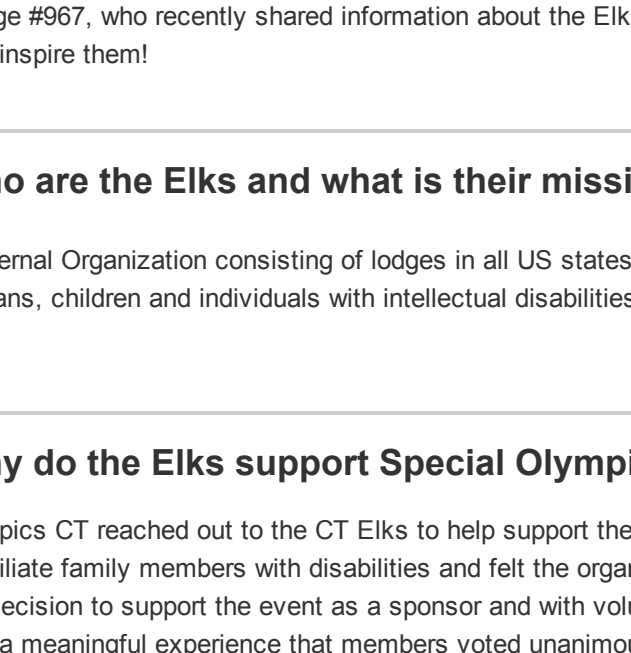 ge #967, who recently shared information about the Elk
inspire them!
ho are the Elks and what is their missi
ernal Organization consisting of lodges in all US states
ans, children and individuals with intellectual disabilities
hy do the Elks support Special Olympi
pics CT reached out to the CT Elks to help support the
iliate family members with disabilities and felt the orga
ecision to support the event as a sponsor and with volu
a meaningful experience that members voted unanimou